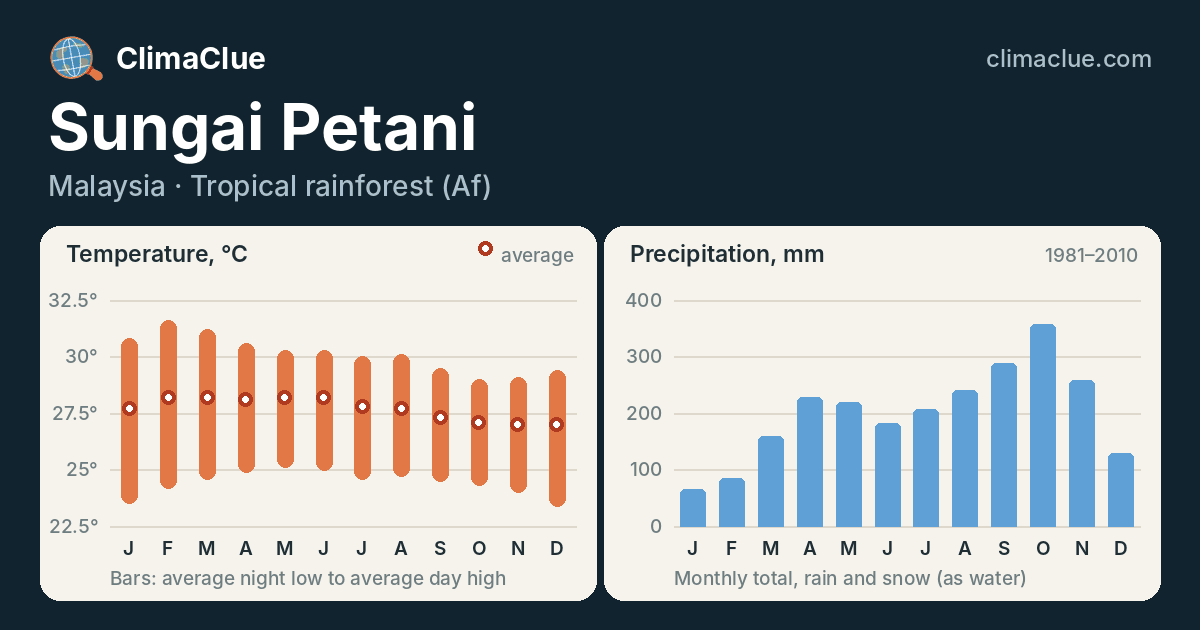 ClimaClue
climaclue.com
Sungai Petani
Malaysia · Tropical rainforest (Af)
Temperature, °C
average
32.5°
30°
27.5°
25°
22.5°
J F M A M J J A S O N D
Bars: average night low to average day high
Precipitation, mm
1981–2010
400
300
200
100
0
J F M A M J J A S O N D
Monthly total, rain and snow (as water)